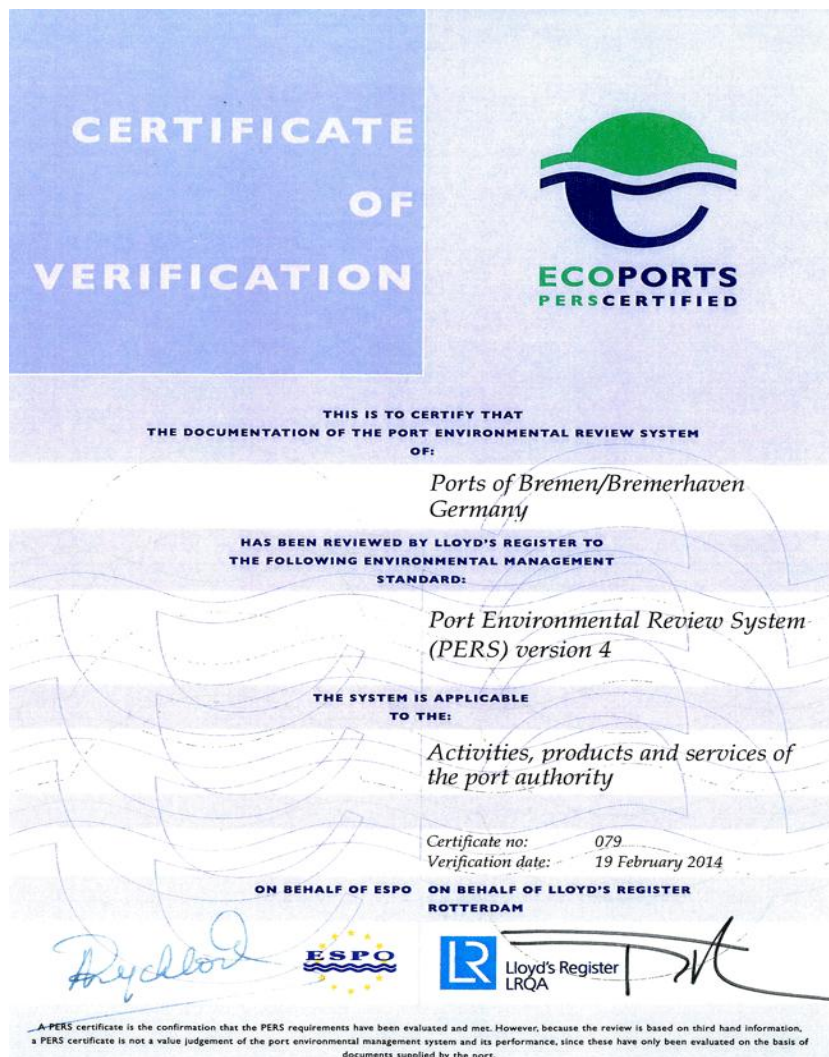 CERTIFICATE
OF
VERIFICATION
ECOPORTS
PERSCERTIFIED
THIS IS TO CERTIFY THAT
THE DOCUMENTATION OF THE PORT ENVIRONMENTAL REVIEW SYSTEM
OF:
Ports of Bremen/Bremerhaven
Germany
HAS BEEN REVIEWED BY LLOYD'S REGISTER TO
THE FOLLOWING ENVIRONMENTAL MANAGEMENT
STANDARD:
Port Environmental Review System
(PERS) version 4
THE SYSTEM IS APPLICABLE
TO THE:
Activities, products and services of
the port authority
Certificate no: 079
Verification date: 19 February 2014
ON BEHALF OF ESPO ON BEHALF OF LLOYD'S REGISTER
ROTTERDAM
ESPO
LR Lloyd's Register
LRQA
A PERS certificate is the confirmation that the PERS requirements have been evaluated and met. However, because the review is based on third hand information,
a PERS certificate is not a value judgement of the port environmental management system and its performance, since these have only been evaluated on the basis of
documents supplied by the port.